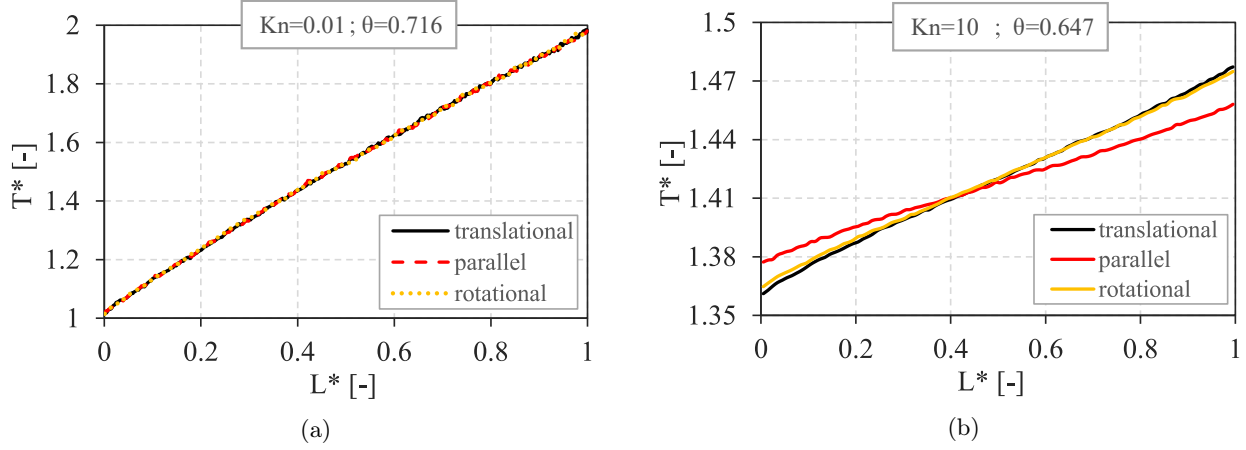 Kn=0.01 ; θ=0.716
2
1.8
1.6
1.4
1.2
1
T* [-]
translational
parallel
rotational
0 0.2 0.4 0.6 0.8 1
L* [-]
(a)
Kn=10 ; θ=0.647
1.5
1.47
1.44
1.41
1.38
1.35
T* [-]
translational
parallel
rotational
0 0.2 0.4 0.6 0.8 1
L* [-]
(b)